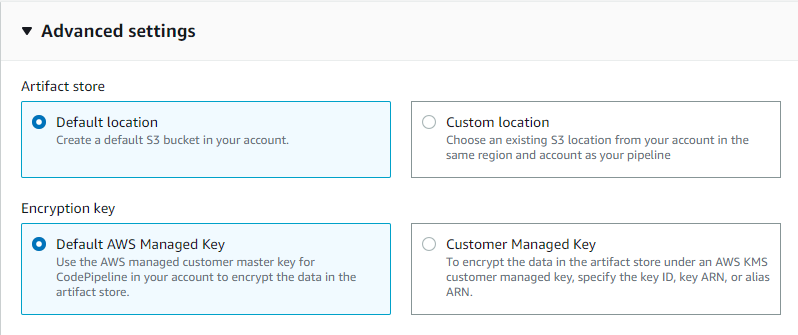 Advanced settings
Artifact store
Default location
Create a default S3 bucket in your account.
Custom location
Choose an existing S3 location from your account in the
same region and account as your pipeline
Encryption key
Default AWS Managed Key
Use the AWS managed customer master key for
CodePipeline in your account to encrypt the data in the
artifact store.
Customer Managed Key
To encrypt the data in the artifact store under an AWS KMS
customer managed key, specify the key ID, key ARN, or alias
ARN.